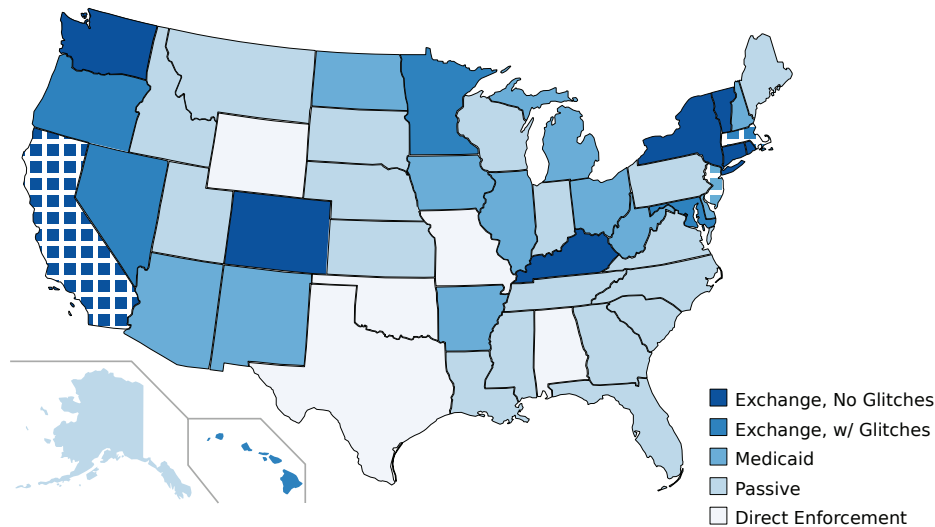 Exchange, No Glitches
Exchange, w/ Glitches
Medicaid
Passive
Direct Enforcement